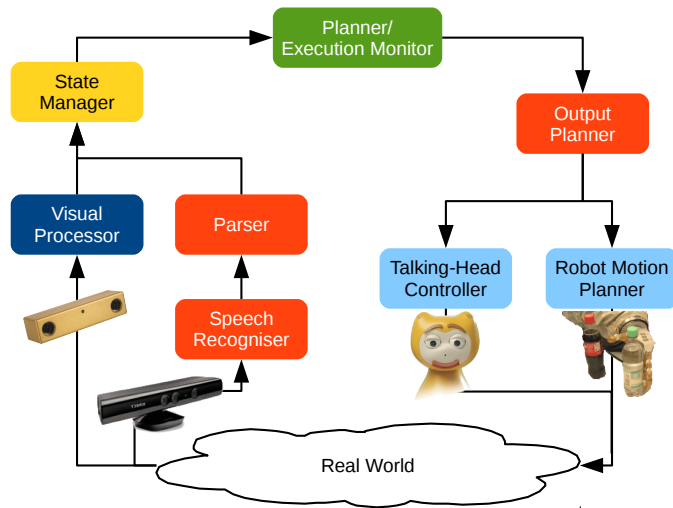 Planner/
Execution Monitor
State
Manager
Output
Planner
Visual
Processor
Parser
Talking-Head
Controller
Robot Motion
Planner
Speech
Recogniser
Real World